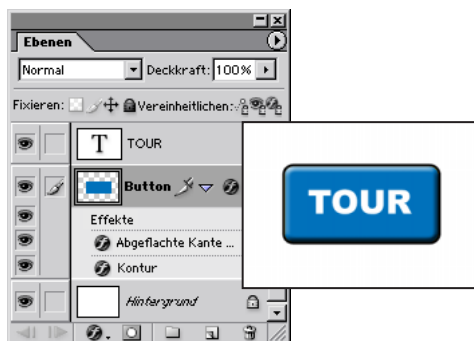 Ebenen
Normal Deckkraft: 100%
Fixieren: Vereinheitlichen:
T TOUR
Button
Effekte
Abgeflachte Kante ...
Kontur
Hintergrund
TOUR